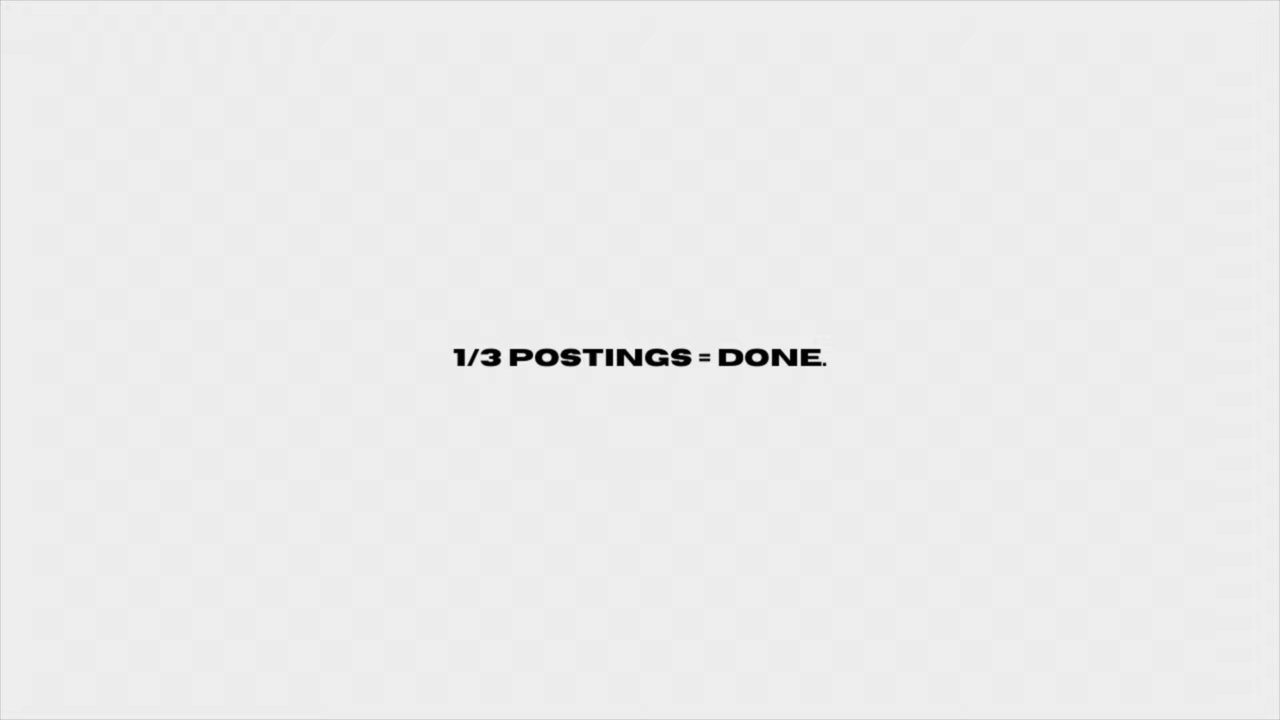 1/3 POSTINGS = DONE.